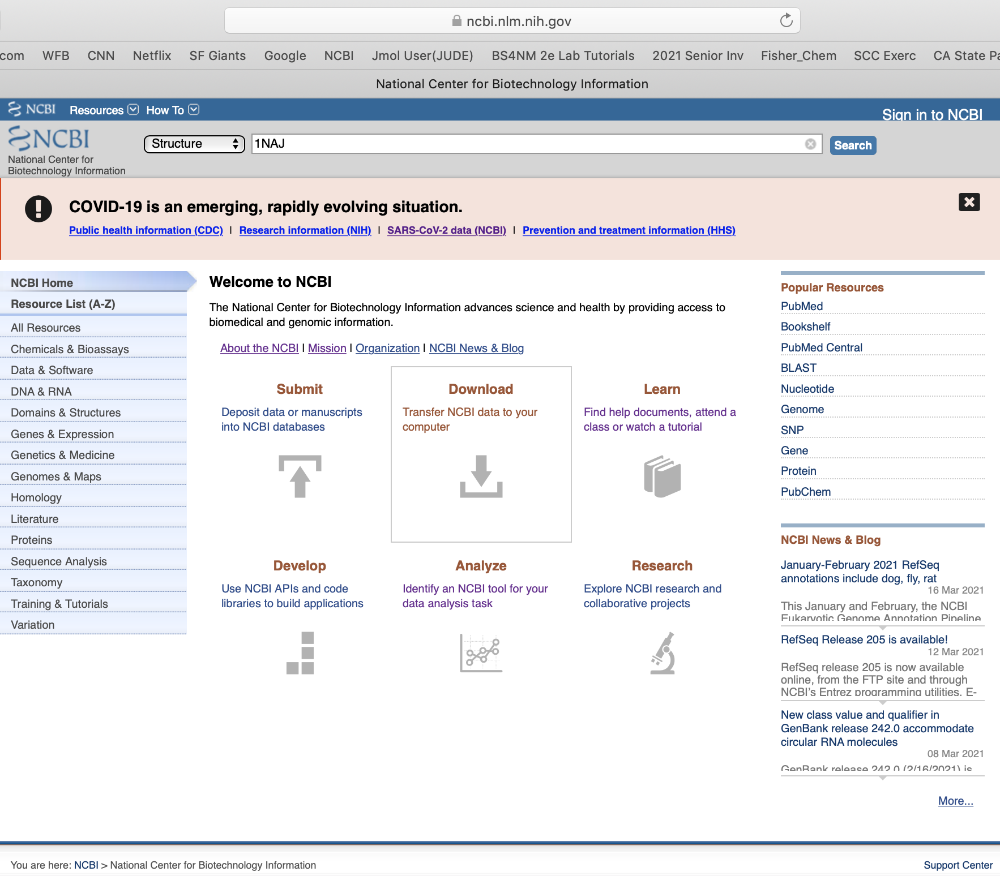 ncbi.nlm.nih.gov
com WFB CNN Netflix SF Giants Google NCBI Jmol User(JUDE) BS4NM 2e Lab Tutorials 2021 Senior Inv Fisher_Chem SCC Exerc CA State Pa
National Center for Biotechnology Information
NCBI Resources How To Sign in to NCBI
NCBI
National Center for
Biotechnology Information
Structure 1NAJ Search
COVID-19 is an emerging, rapidly evolving situation.
Public health information (CDC) | Research information (NIH) | SARS-CoV-2 data (NCBI) | Prevention and treatment information (HHS)
NCBI Home
Resource List (A-Z)
All Resources
Chemicals & Bioassays
Data & Software
DNA & RNA
Domains & Structures
Genes & Expression
Genetics & Medicine
Genomes & Maps
Homology
Literature
Proteins
Sequence Analysis
Taxonomy
Training & Tutorials
Variation
Welcome to NCBI
The National Center for Biotechnology Information advances science and health by providing access to
biomedical and genomic information.
About the NCBI | Mission | Organization | NCBI News & Blog
Submit
Deposit data or manuscripts
into NCBI databases
Download
Transfer NCBI data to your
computer
Learn
Find help documents, attend a
class or watch a tutorial
Develop
Use NCBI APIs and code
libraries to build applications
Analyze
Identify an NCBI tool for your
data analysis task
Research
Explore NCBI research and
collaborative projects
Popular Resources
PubMed
Bookshelf
PubMed Central
BLAST
Nucleotide
Genome
SNP
Gene
Protein
PubChem
NCBI News & Blog
January-February 2021 RefSeq
annotations include dog, fly, rat
16 Mar 2021
This January and February, the NCBI
Eukaryotic Genome Annotation Pipeline
RefSeq Release 205 is available!
12 Mar 2021
RefSeq release 205 is now available
online, from the FTP site and through
NCBI’s Entrez programming utilities. E-
New class value and qualifier in
GenBank release 242.0 accommodate
circular RNA molecules
08 Mar 2021
GenBank release 242.0 (2/16/2021) is
More...
You are here: NCBI > National Center for Biotechnology Information
Support Center